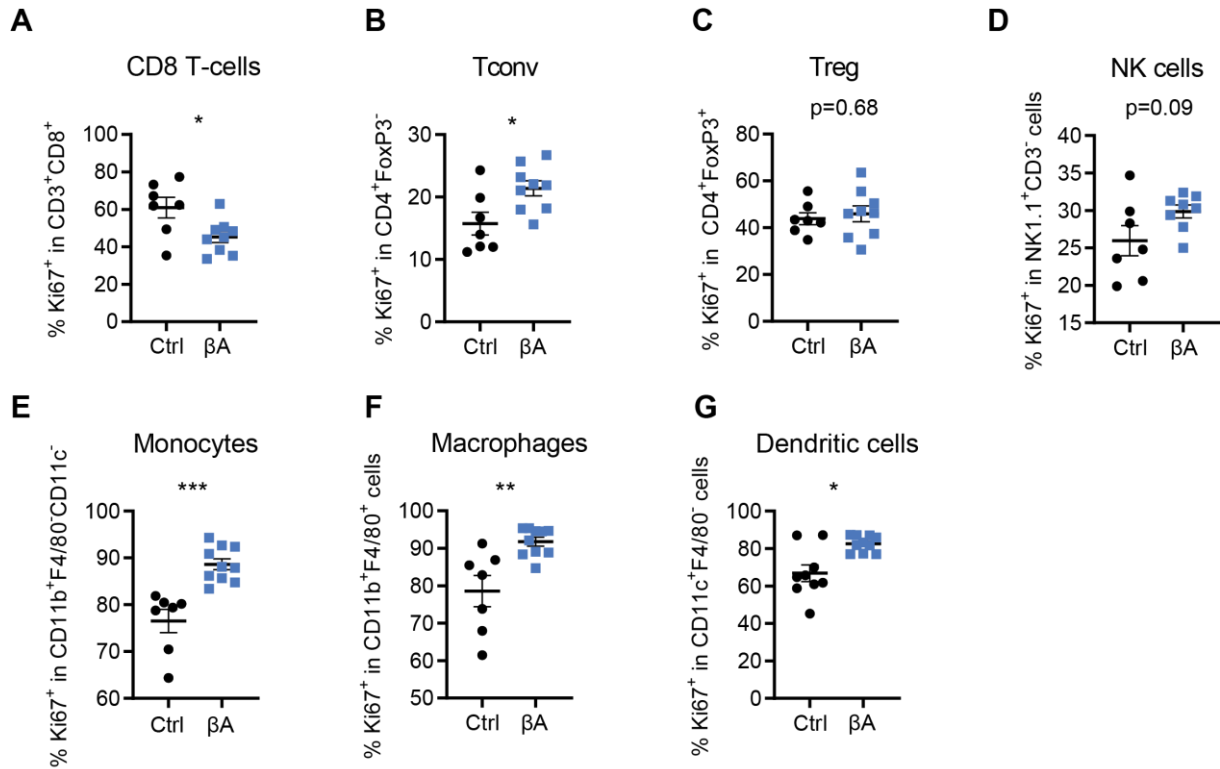 A
CD8 T-cells
*
% Ki67⁺ in CD3⁺CD8⁺
100
80
60
40
20
0
Ctrl βA
B
Tconv
*
% Ki67⁺ in CD4⁺FoxP3⁻
30
20
10
0
Ctrl βA
C
Treg
p=0.68
% Ki67⁺ in CD4⁺FoxP3⁺
80
60
40
20
0
Ctrl βA
D
NK cells
p=0.09
% Ki67⁺ in NK1.1⁺CD3⁻ cells
40
35
30
25
20
15
Ctrl βA
E
Monocytes
***
% Ki67⁺ in CD11b⁺F4/80⁻CD11c⁻
100
90
80
70
60
Ctrl βA
F
Macrophages
**
% Ki67⁺ in CD11b⁺F4/80⁺ cells
100
90
80
70
60
50
Ctrl βA
G
Dendritic cells
*
% Ki67⁺ in CD11c⁺F4/80⁻ cells
100
80
60
40
20
0
Ctrl βA